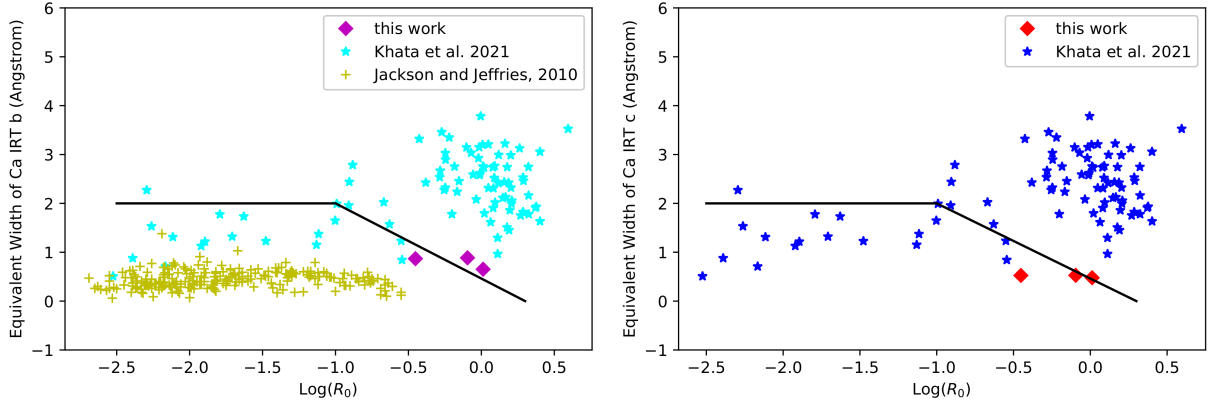 6
5
4
3
2
1
0
−1
Equivalent Width of Ca IRT b (Angstrom)
this work
Khata et al. 2021
Jackson and Jeffries, 2010
−2.5 −2.0 −1.5 −1.0 −0.5 0.0 0.5
Log(R0)
6
5
4
3
2
1
0
−1
Equivalent Width of Ca IRT c (Angstrom)
this work
Khata et al. 2021
−2.5 −2.0 −1.5 −1.0 −0.5 0.0 0.5
Log(R0)